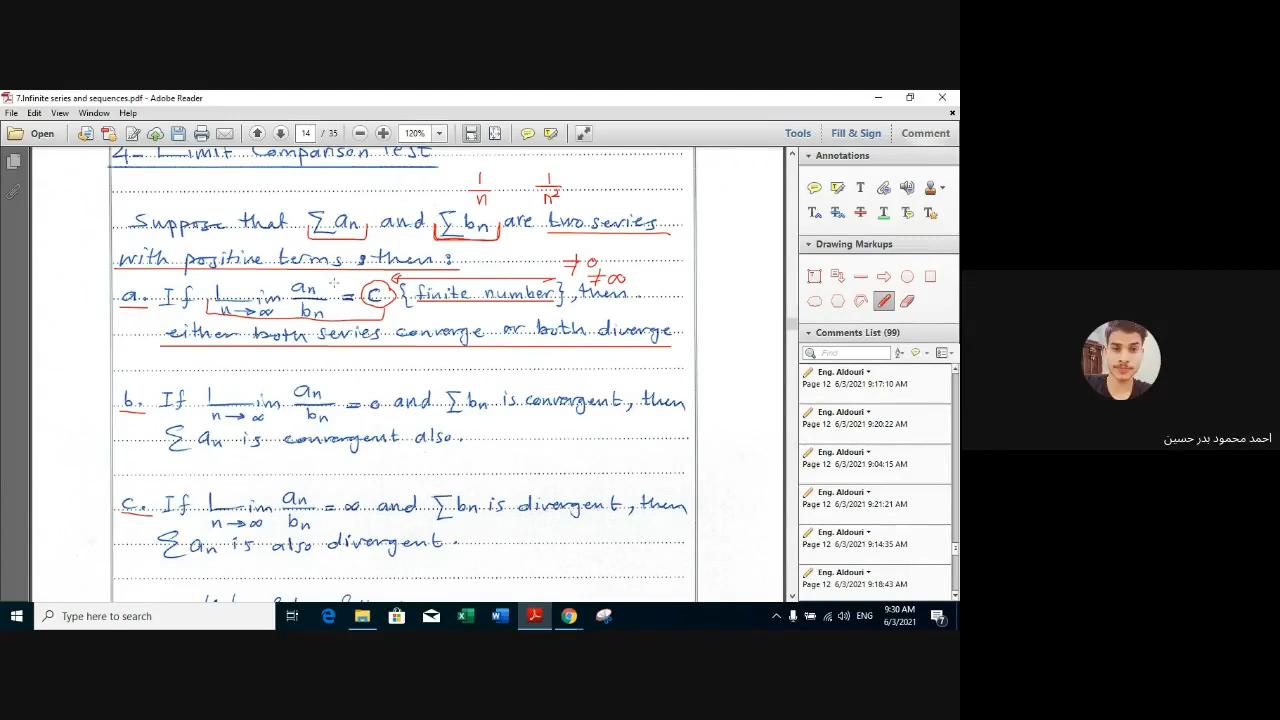 7.Infinite series and sequences.pdf - Adobe Reader
File Edit View Window Help
Open 14 / 35 120% Tools Fill & Sign Comment
4- Limit Comparison Test
1/n 1/n²
Suppose that ∑an and ∑bn are two series
with positive terms, then:
≠ 0
≠ ∞
a. If Lim n→∞ an/bn = C {finite number}, then
either both series converge or both diverge
b. If Lim n→∞ an/bn = 0 and ∑bn is convergent, then
∑ an is convergent also.
c. If Lim n→∞ an/bn = ∞ and ∑bn is divergent, then
∑ an is also divergent.
Annotations
Drawing Markups
Comments List (99)
Find
Eng. Aldouri
Page 12 6/3/2021 9:17:10 AM
Eng. Aldouri
Page 12 6/3/2021 9:20:22 AM
Eng. Aldouri
Page 12 6/3/2021 9:04:15 AM
Eng. Aldouri
Page 12 6/3/2021 9:21:21 AM
Eng. Aldouri
Page 12 6/3/2021 9:14:35 AM
Eng. Aldouri
Page 12 6/3/2021 9:18:43 AM
احمد محمود بدر حسين
Type here to search
ENG
9:30 AM
6/3/2021